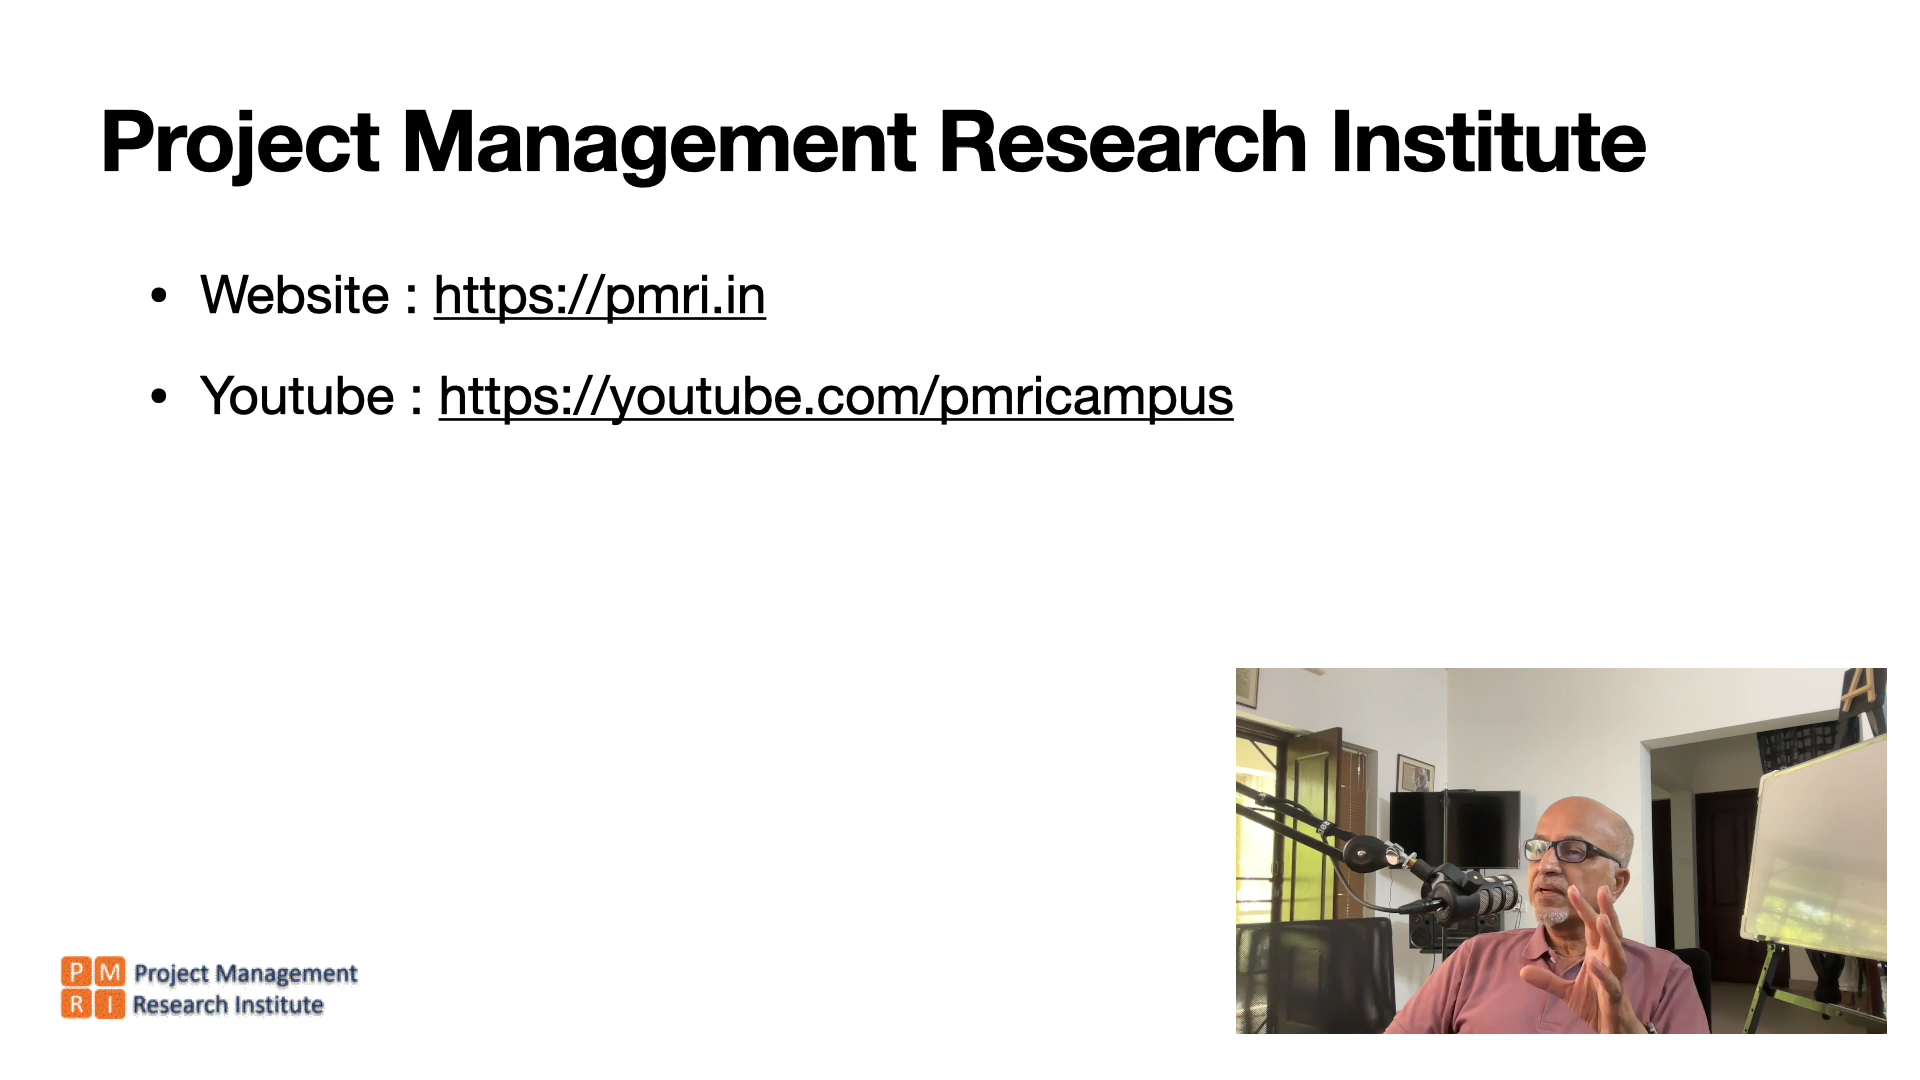 Project Management Research Institute
• Website : https://pmri.in
• Youtube : https://youtube.com/pmricampus
P M
R I
Project Management
Research Institute